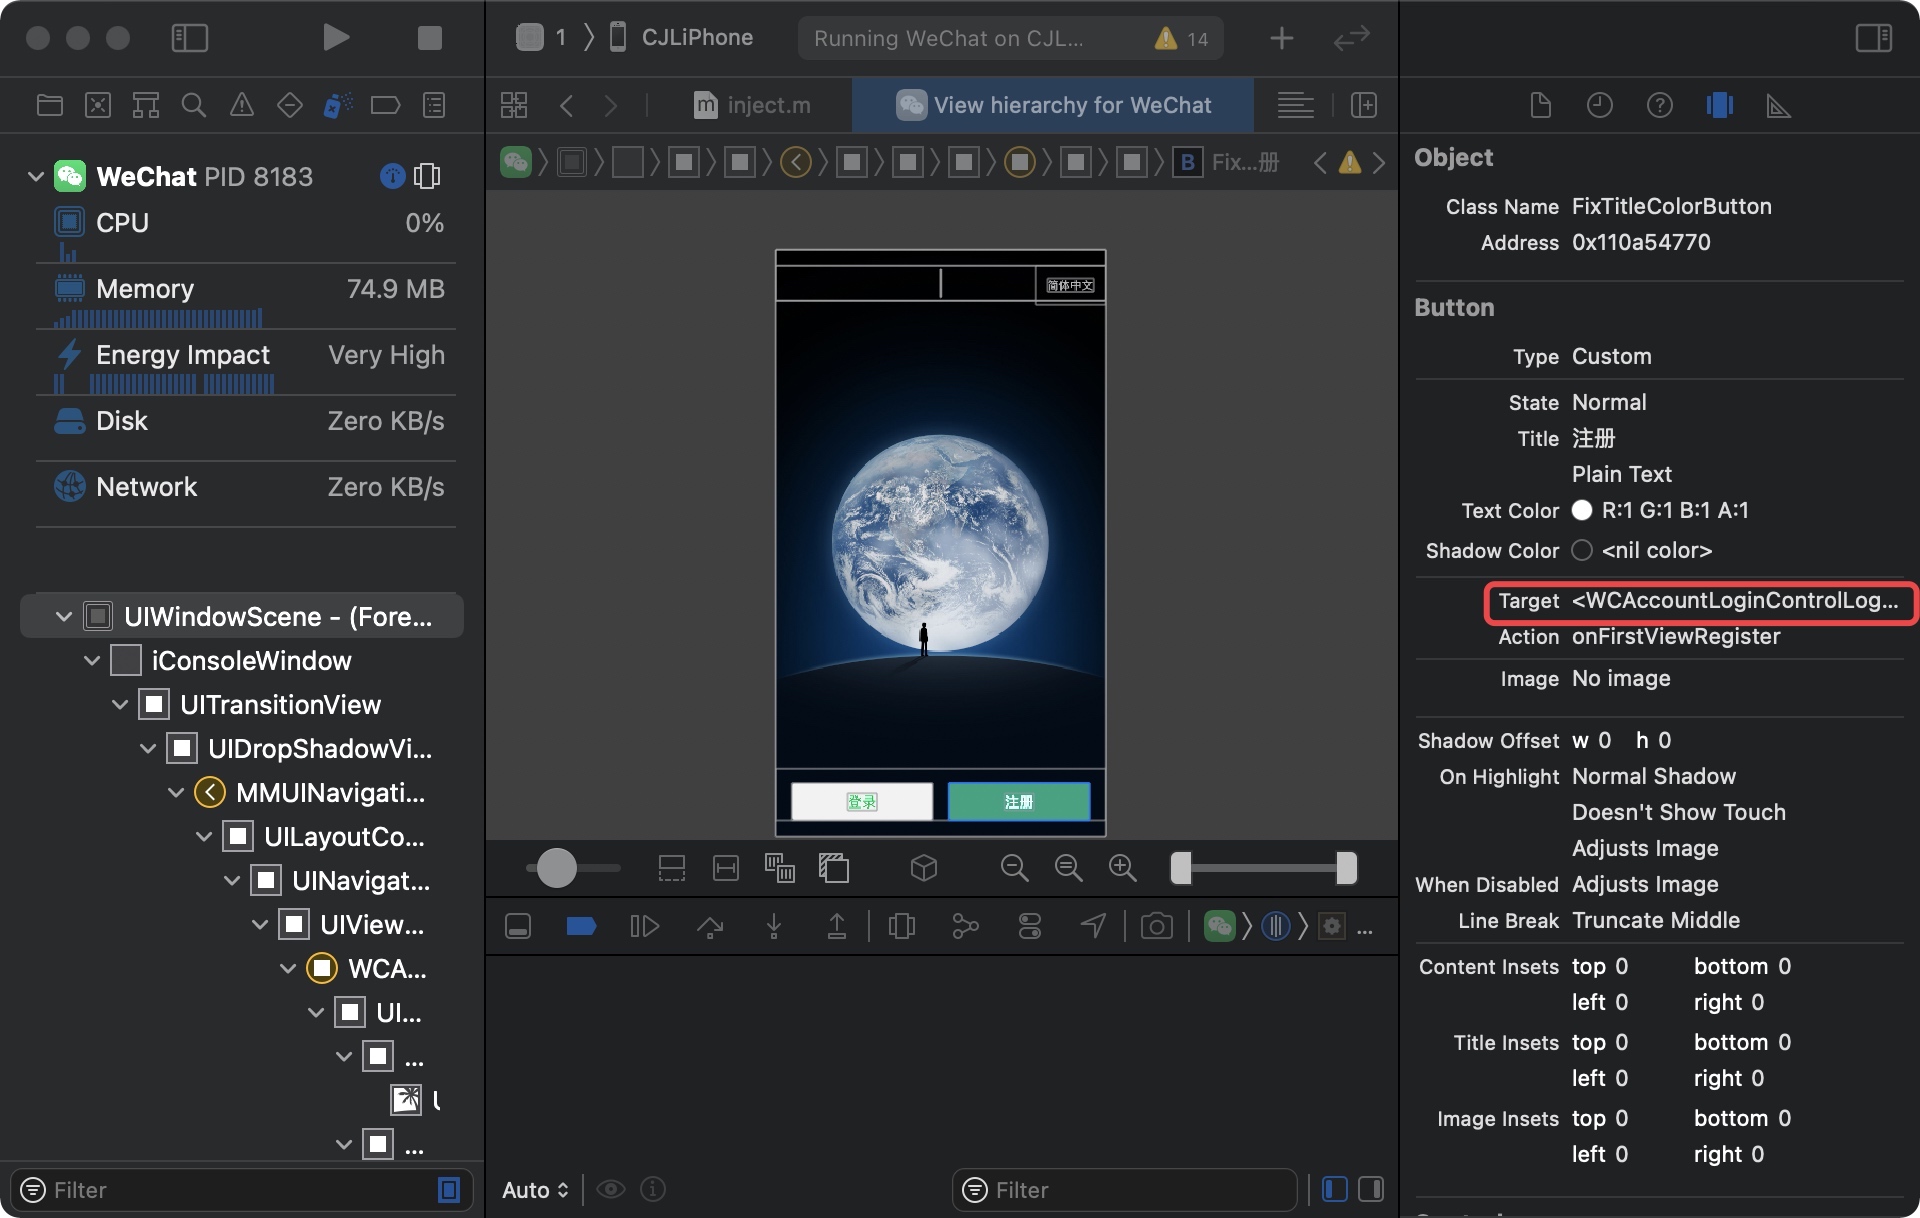 1 CJLiPhone Running WeChat on CJL... 14
inject.m View hierarchy for WeChat
B Fix...册
WeChat PID 8183
CPU 0%
Memory 74.9 MB
Energy Impact Very High
Disk Zero KB/s
Network Zero KB/s
UIWindowScene - (Fore...
iConsoleWindow
UITransitionView
UIDropShadowVi...
MMUINavigati...
UILayoutCo...
UINavigat...
UIView...
WCA...
UI...
...
...
Filter
简体中文
登录 注册
...
Auto Filter
Object
Class Name FixTitleColorButton
Address 0x110a54770
Button
Type Custom
State Normal
Title 注册
Plain Text
Text Color R:1 G:1 B:1 A:1
Shadow Color <nil color>
Target <WCAccountLoginControlLog...
Action onFirstViewRegister
Image No image
Shadow Offset w 0 h 0
On Highlight Normal Shadow
Doesn't Show Touch
Adjusts Image
When Disabled Adjusts Image
Line Break Truncate Middle
Content Insets top 0 bottom 0
left 0 right 0
Title Insets top 0 bottom 0
left 0 right 0
Image Insets top 0 bottom 0
left 0 right 0